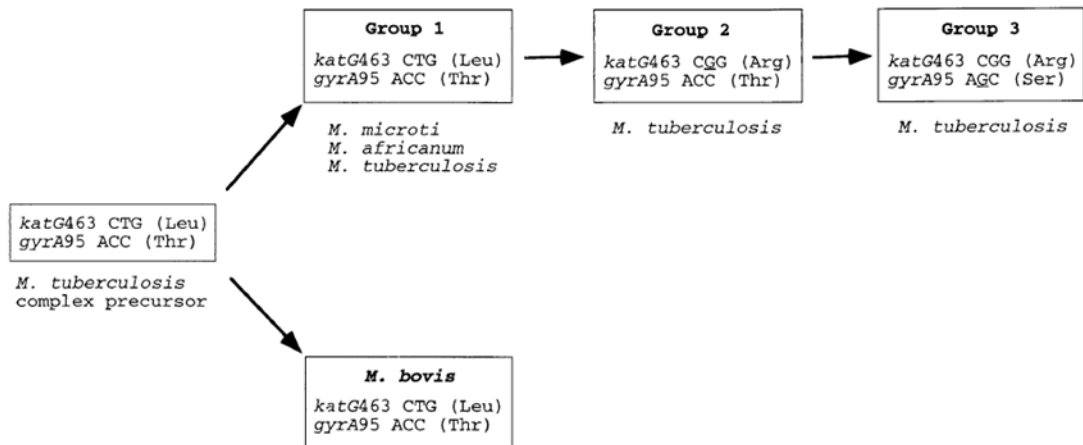 Group 1
katG463 CTG (Leu)
gyrA95 ACC (Thr)
M. microti
M. africanum
M. tuberculosis
Group 2
katG463 CGG (Arg)
gyrA95 ACC (Thr)
M. tuberculosis
Group 3
katG463 CGG (Arg)
gyrA95 AGC (Ser)
M. tuberculosis
katG463 CTG (Leu)
gyrA95 ACC (Thr)
M. tuberculosis
complex precursor
M. bovis
katG463 CTG (Leu)
gyrA95 ACC (Thr)